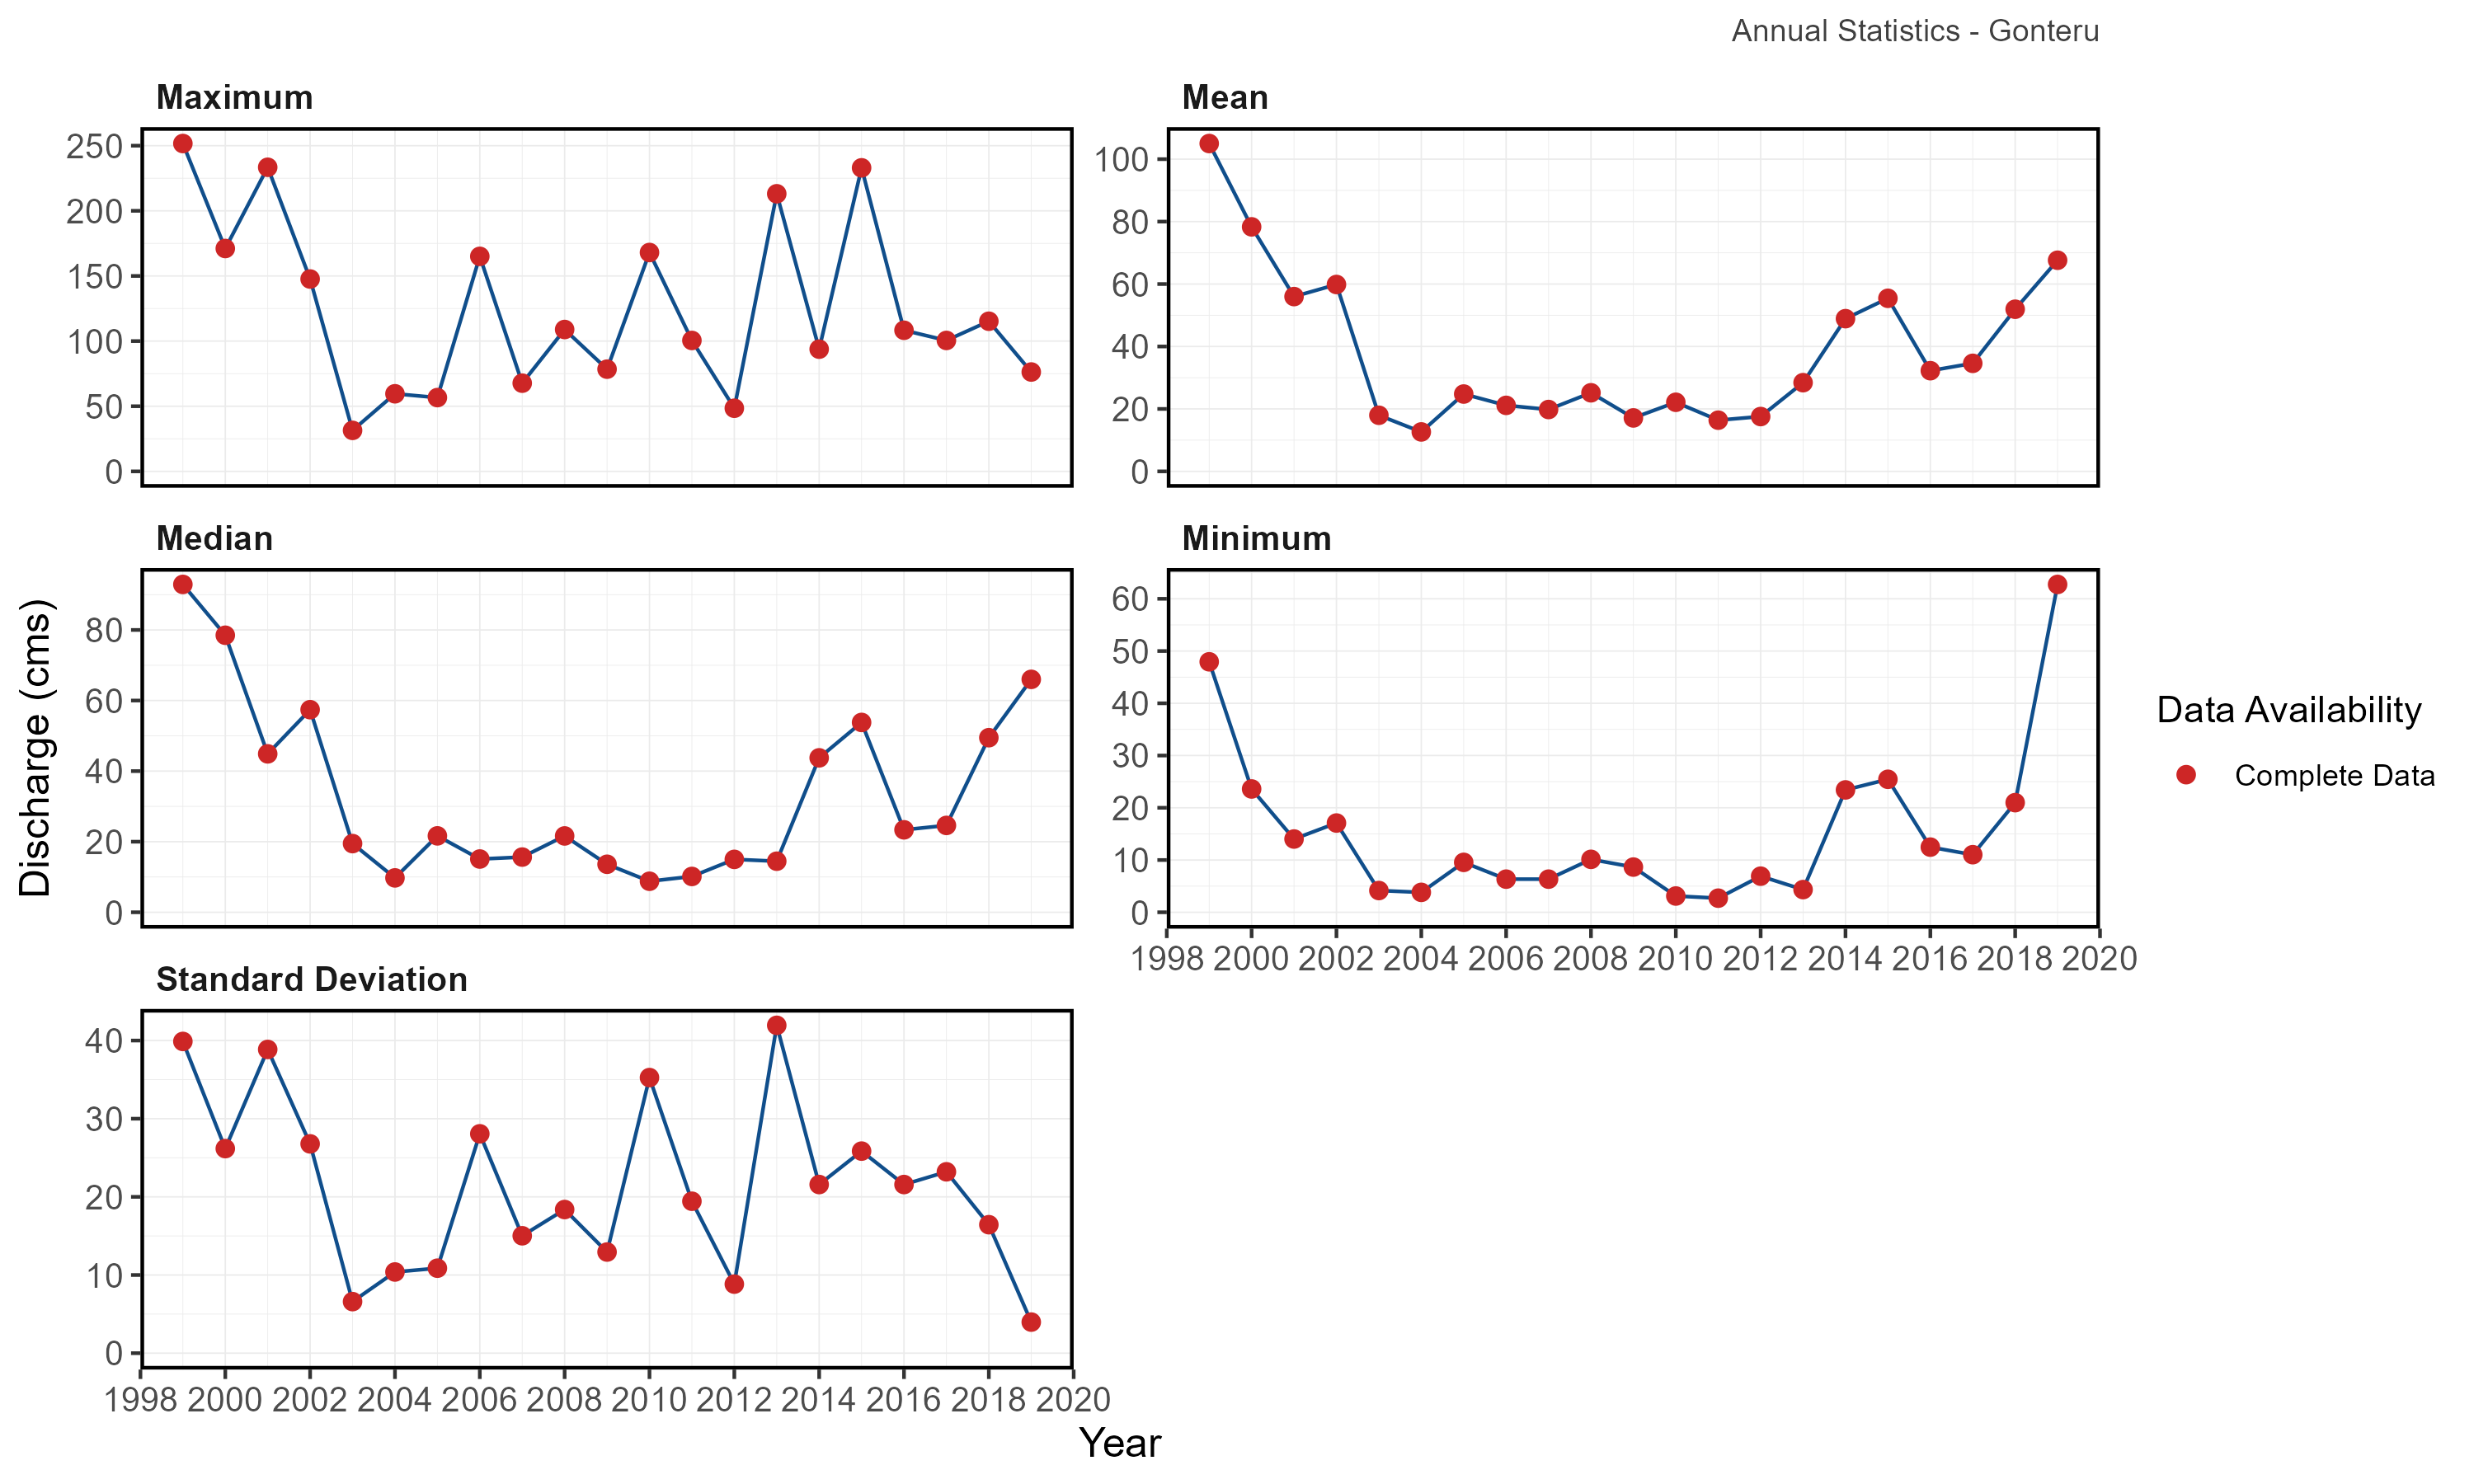 Annual Statistics - Gonteru
Maximum
250
200
150
100
50
0
Mean
100
80
60
40
20
0
Median
80
60
40
20
0
Minimum
60
50
40
30
20
10
0
1998 2000 2002 2004 2006 2008 2010 2012 2014 2016 2018 2020
Standard Deviation
40
30
20
10
0
1998 2000 2002 2004 2006 2008 2010 2012 2014 2016 2018 2020
Discharge (cms)
Year
Data Availability
Complete Data